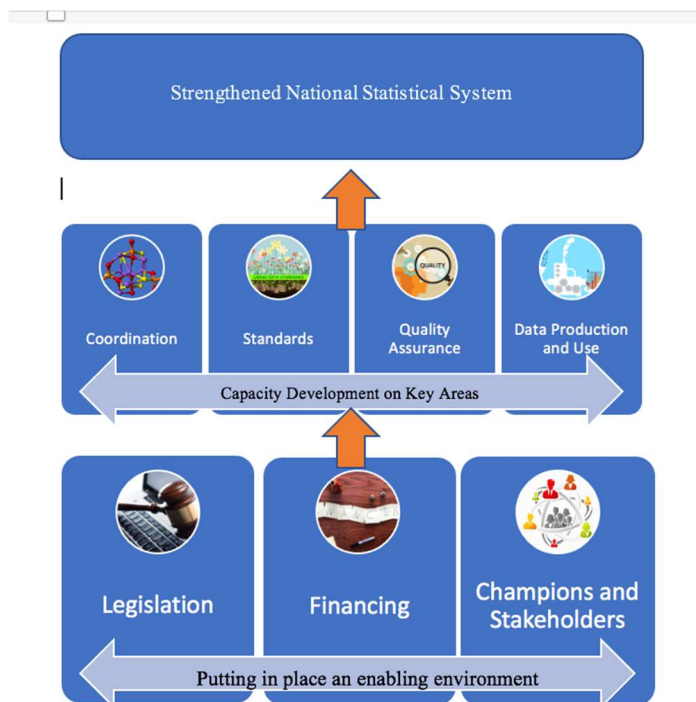 Strengthened National Statistical System
QUALITY
Coordination
Standards
Quality
Assurance
Data Production
and Use
Capacity Development on Key Areas
Legislation
Financing
Champions and
Stakeholders
Putting in place an enabling environment